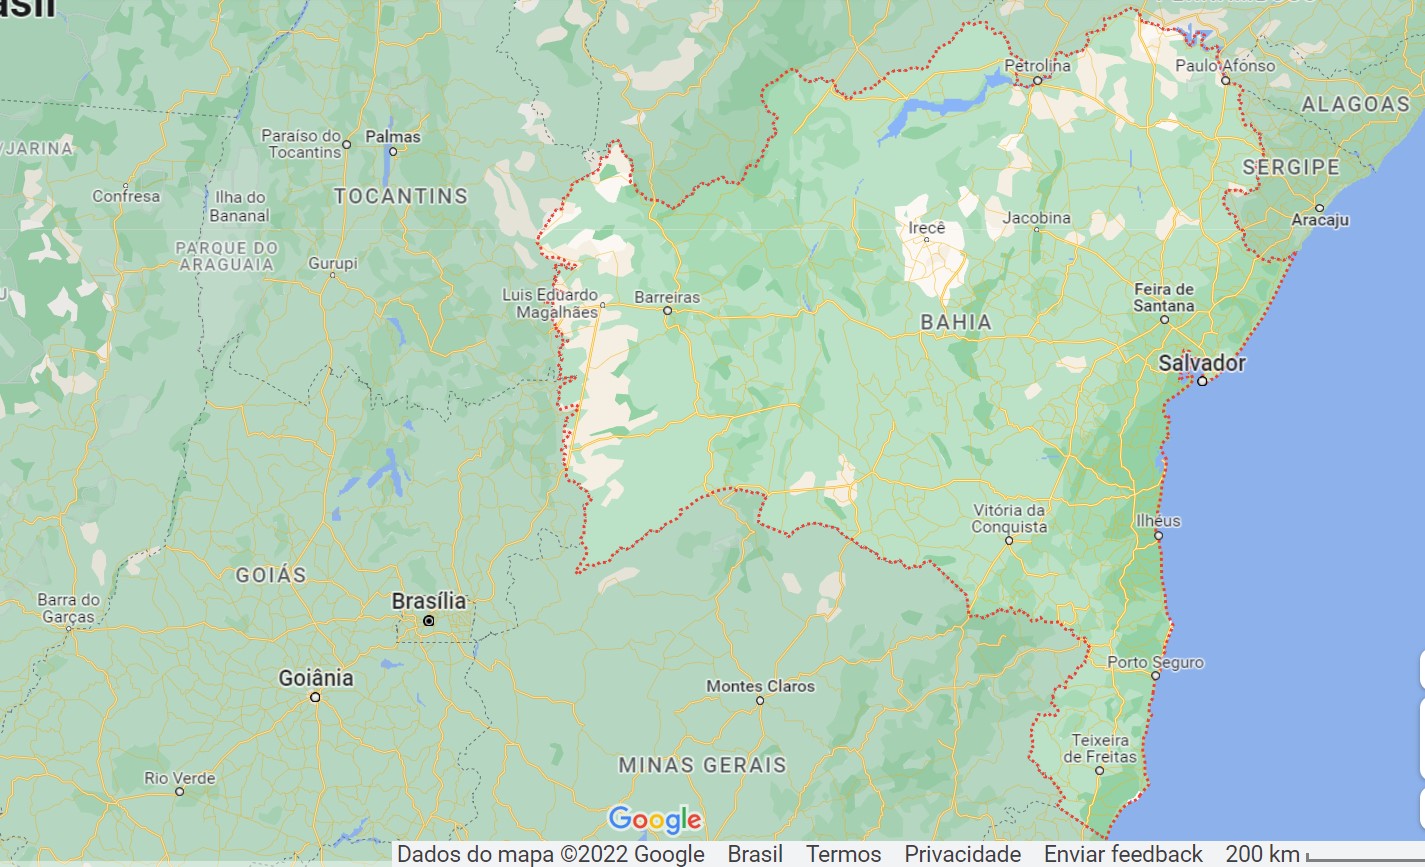 asil
Petrolina
Paulo Afonso
ALAGOAS
Paraíso do
Tocantins
Palmas
/JARINA
SERGIPE
Confresa
Ilha do
Bananal
TOCANTINS
Aracaju
Irecê
Jacobina
PARQUE DO
ARAGUAIA
Gurupi
Luis Eduardo
Magalhães
Barreiras
Feira de
Santana
BAHIA
Salvador
Vitória da
Conquista
Ilhéus
GOIÁS
Barra do
Garças
Brasília
Goiânia
Porto Seguro
Montes Claros
Teixeira
de Freitas
MINAS GERAIS
Rio Verde
Google
Dados do mapa ©2022 Google Brasil Termos Privacidade Enviar feedback 200 km